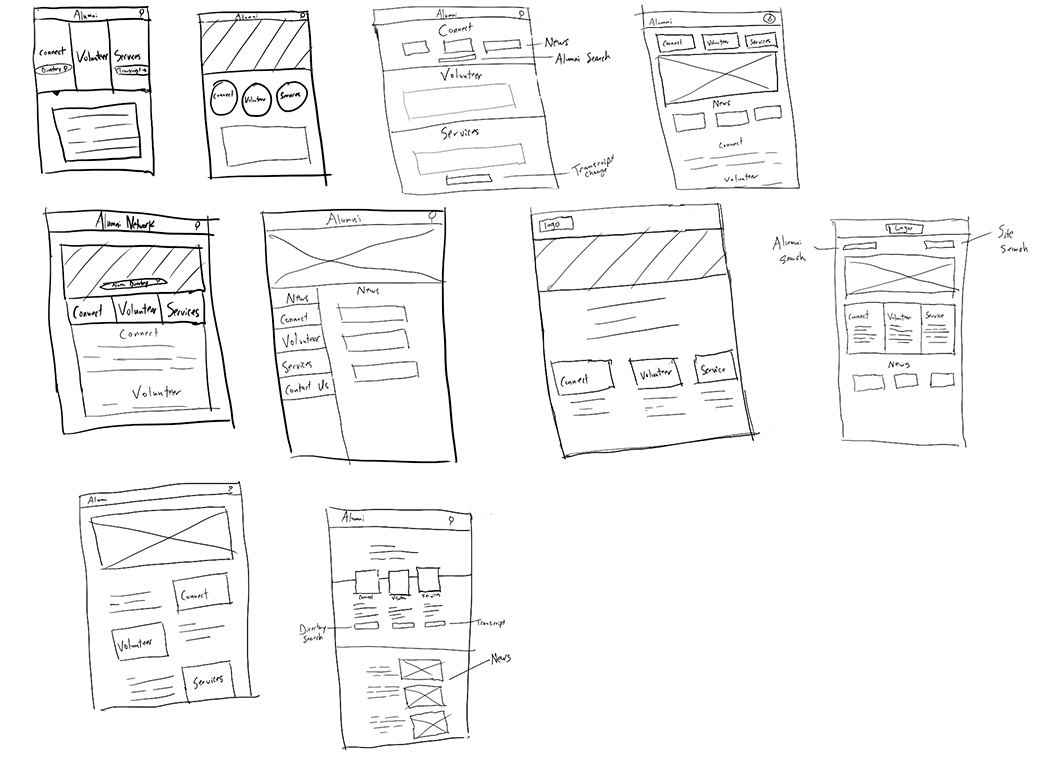 Alumni
Connect
Volunteer
Services
Directory
Transcript
Alumni
Connect
Volunteer
Services
Alumni
Connect
News
Alumni Search
Volunteer
Services
Transcript
Change
Alumni
Connect
Volunteer
Services
News
Connect
Volunteer
Alumni Network
Alum Directory
Connect
Volunteer
Services
Connect
Volunteer
Alumni
News
Connect
Volunteer
Services
Contact Us
News
Logo
Connect
Volunteer
Service
Logo
Alumni
Search
Site
Search
Connect
Volunteer
Service
News
Alumni
Connect
Volunteer
Services
Alumni
Connect
Services
Directory
Search
Transcript
News